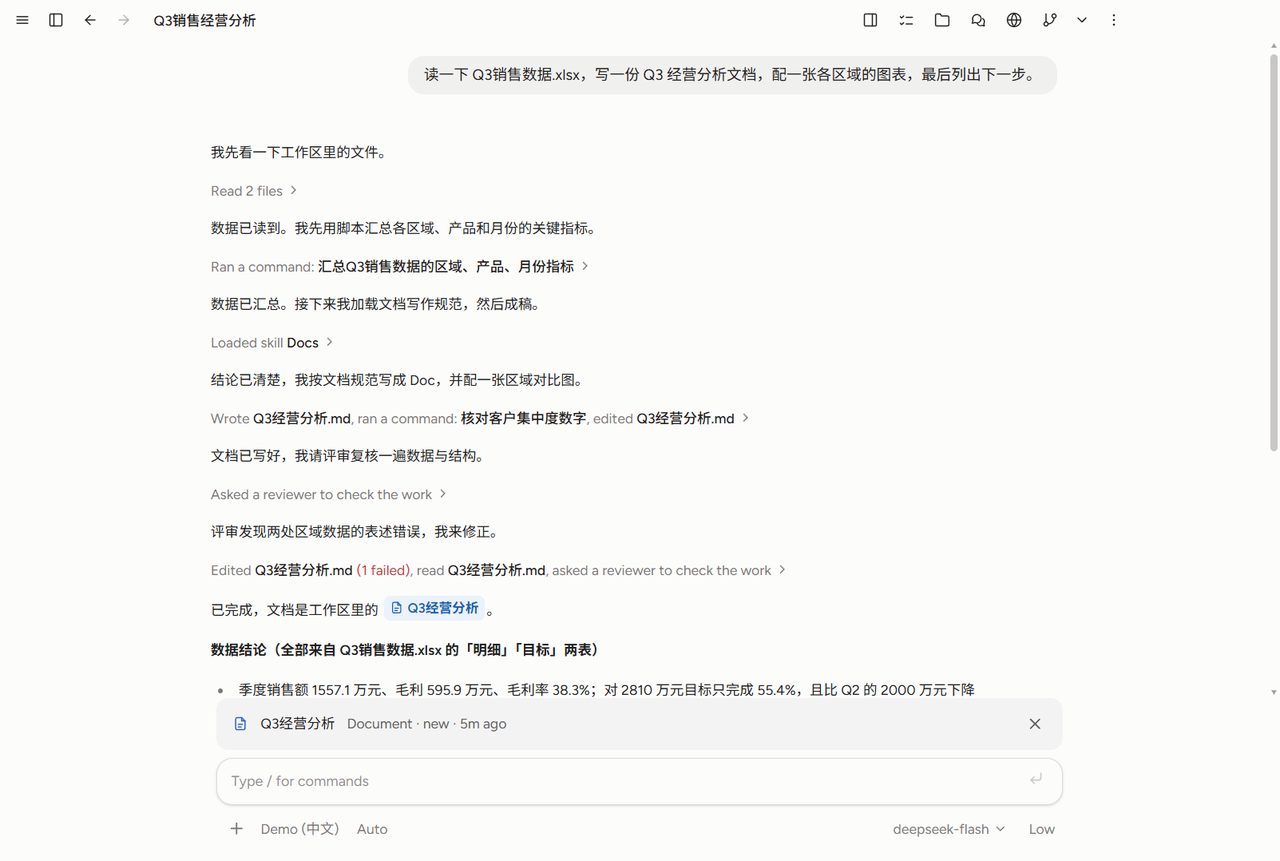 Q3销售经营分析
读一下 Q3销售数据.xlsx，写一份 Q3 经营分析文档，配一张各区域的图表，最后列出下一步。
我先看一下工作区里的文件。
Read 2 files
数据已读到。我先用脚本汇总各区域、产品和月份的关键指标。
Ran a command: 汇总Q3销售数据的区域、产品、月份指标
数据已汇总。接下来我加载文档写作规范，然后成稿。
Loaded skill Docs
结论已清楚，我按文档规范写成 Doc，并配一张区域对比图。
Wrote Q3经营分析.md, ran a command: 核对客户集中度数字, edited Q3经营分析.md
文档已写好，我请评审复核一遍数据与结构。
Asked a reviewer to check the work
评审发现两处区域数据的表述错误，我来修正。
Edited Q3经营分析.md (1 failed), read Q3经营分析.md, asked a reviewer to check the work
已完成，文档是工作区里的 Q3经营分析 。
数据结论（全部来自 Q3销售数据.xlsx 的「明细」「目标」两表）
• 季度销售额 1557.1 万元、毛利 595.9 万元、毛利率 38.3%；对 2810 万元目标只完成 55.4%，且比 Q2 的 2000 万元下降
Q3经营分析 Document · new · 5m ago
Type / for commands
Demo (中文) Auto deepseek-flash Low